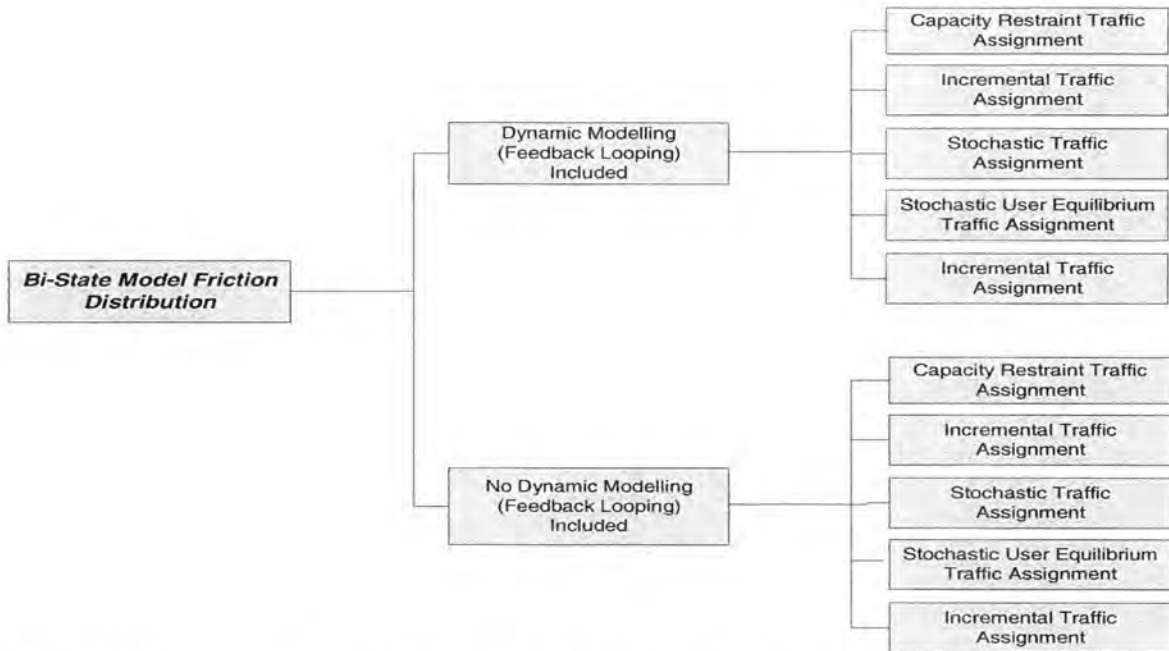 Bi-State Model Friction
Distribution
Dynamic Modelling
(Feedback Looping)
Included
Capacity Restraint Traffic
Assignment
Incremental Traffic
Assignment
Stochastic Traffic
Assignment
Stochastic User Equilibrium
Traffic Assignment
Incremental Traffic
Assignment
No Dynamic Modelling
(Feedback Looping)
Included
Capacity Restraint Traffic
Assignment
Incremental Traffic
Assignment
Stochastic Traffic
Assignment
Stochastic User Equilibrium
Traffic Assignment
Incremental Traffic
Assignment